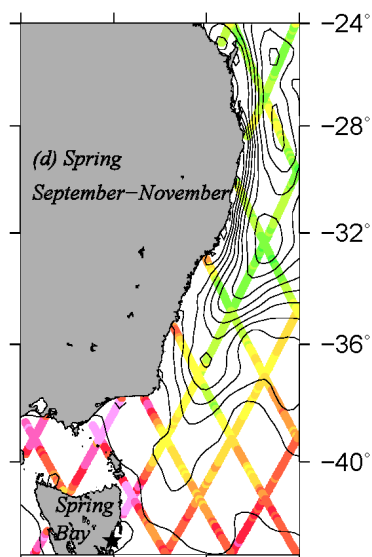 −24°
−28°
(d) Spring
September−November
−32°
−36°
−40°
Spring
Bay